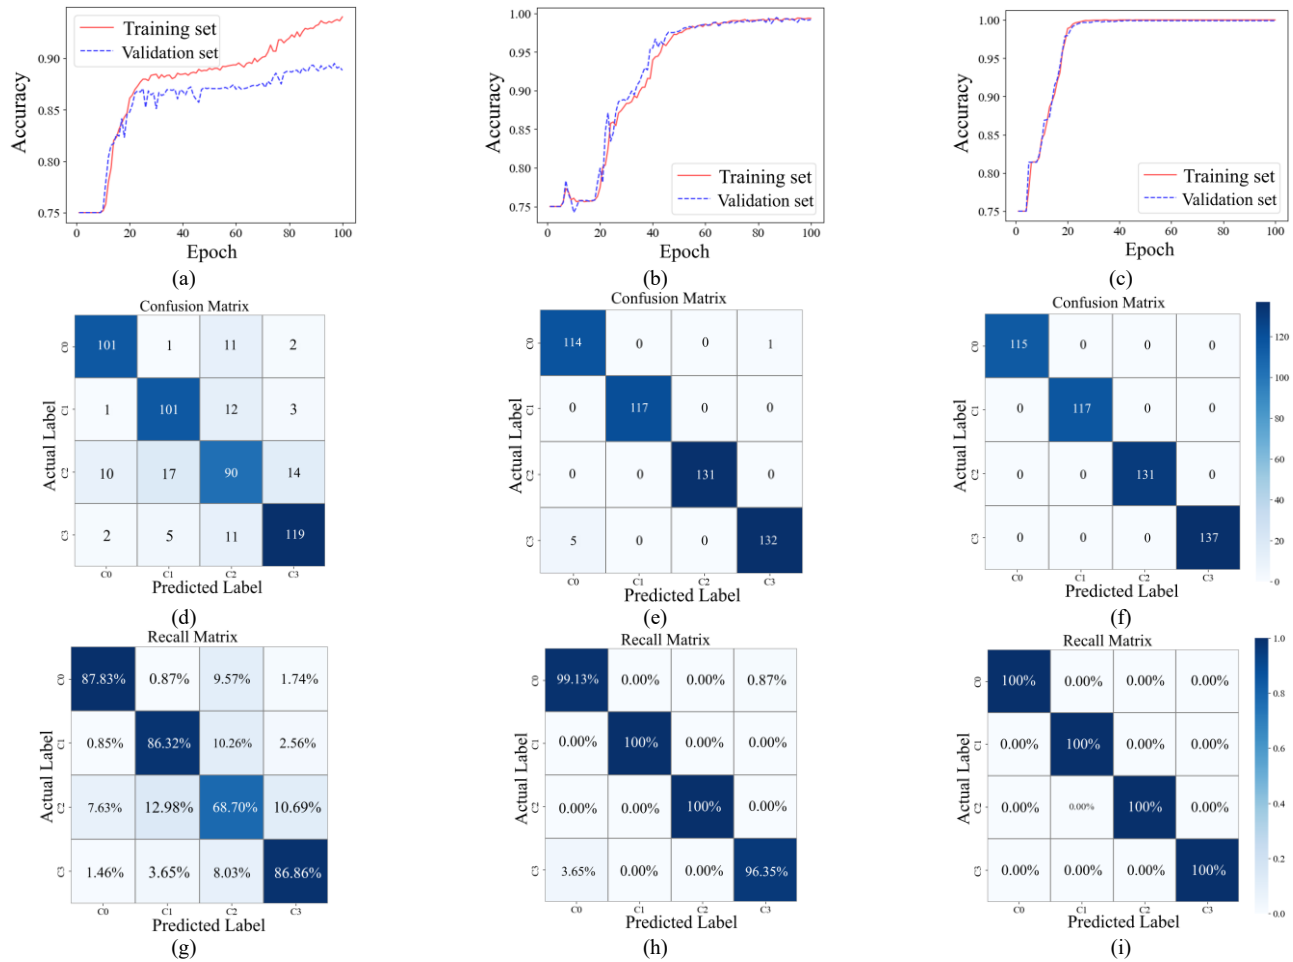 Training set
Validation set
Accuracy
0.90
0.85
0.80
0.75
0 20 40 60 80 100
Epoch
(a)
Training set
Validation set
Accuracy
1.00
0.95
0.90
0.85
0.80
0.75
0 20 40 60 80 100
Epoch
(b)
Training set
Validation set
Accuracy
1.00
0.95
0.90
0.85
0.80
0.75
0 20 40 60 80 100
Epoch
(c)
Confusion Matrix
Actual Label
C0 101 1 11 2
C1 1 101 12 3
C2 10 17 90 14
C3 2 5 11 119
C0 C1 C2 C3
Predicted Label
(d)
Confusion Matrix
Actual Label
C0 114 0 0 1
C1 0 117 0 0
C2 0 0 131 0
C3 5 0 0 132
C0 C1 C2 C3
Predicted Label
(e)
Confusion Matrix
Actual Label
C0 115 0 0 0
C1 0 117 0 0
C2 0 0 131 0
C3 0 0 0 137
C0 C1 C2 C3
Predicted Label
120
100
80
60
40
20
0
(f)
Recall Matrix
Actual Label
C0 87.83% 0.87% 9.57% 1.74%
C1 0.85% 86.32% 10.26% 2.56%
C2 7.63% 12.98% 68.70% 10.69%
C3 1.46% 3.65% 8.03% 86.86%
C0 C1 C2 C3
Predicted Label
(g)
Recall Matrix
Actual Label
C0 99.13% 0.00% 0.00% 0.87%
C1 0.00% 100% 0.00% 0.00%
C2 0.00% 0.00% 100% 0.00%
C3 3.65% 0.00% 0.00% 96.35%
C0 C1 C2 C3
Predicted Label
(h)
Recall Matrix
Actual Label
C0 100% 0.00% 0.00% 0.00%
C1 0.00% 100% 0.00% 0.00%
C2 0.00% 0.00% 100% 0.00%
C3 0.00% 0.00% 0.00% 100%
C0 C1 C2 C3
Predicted Label
1.0
0.8
0.6
0.4
0.2
0.0
(i)